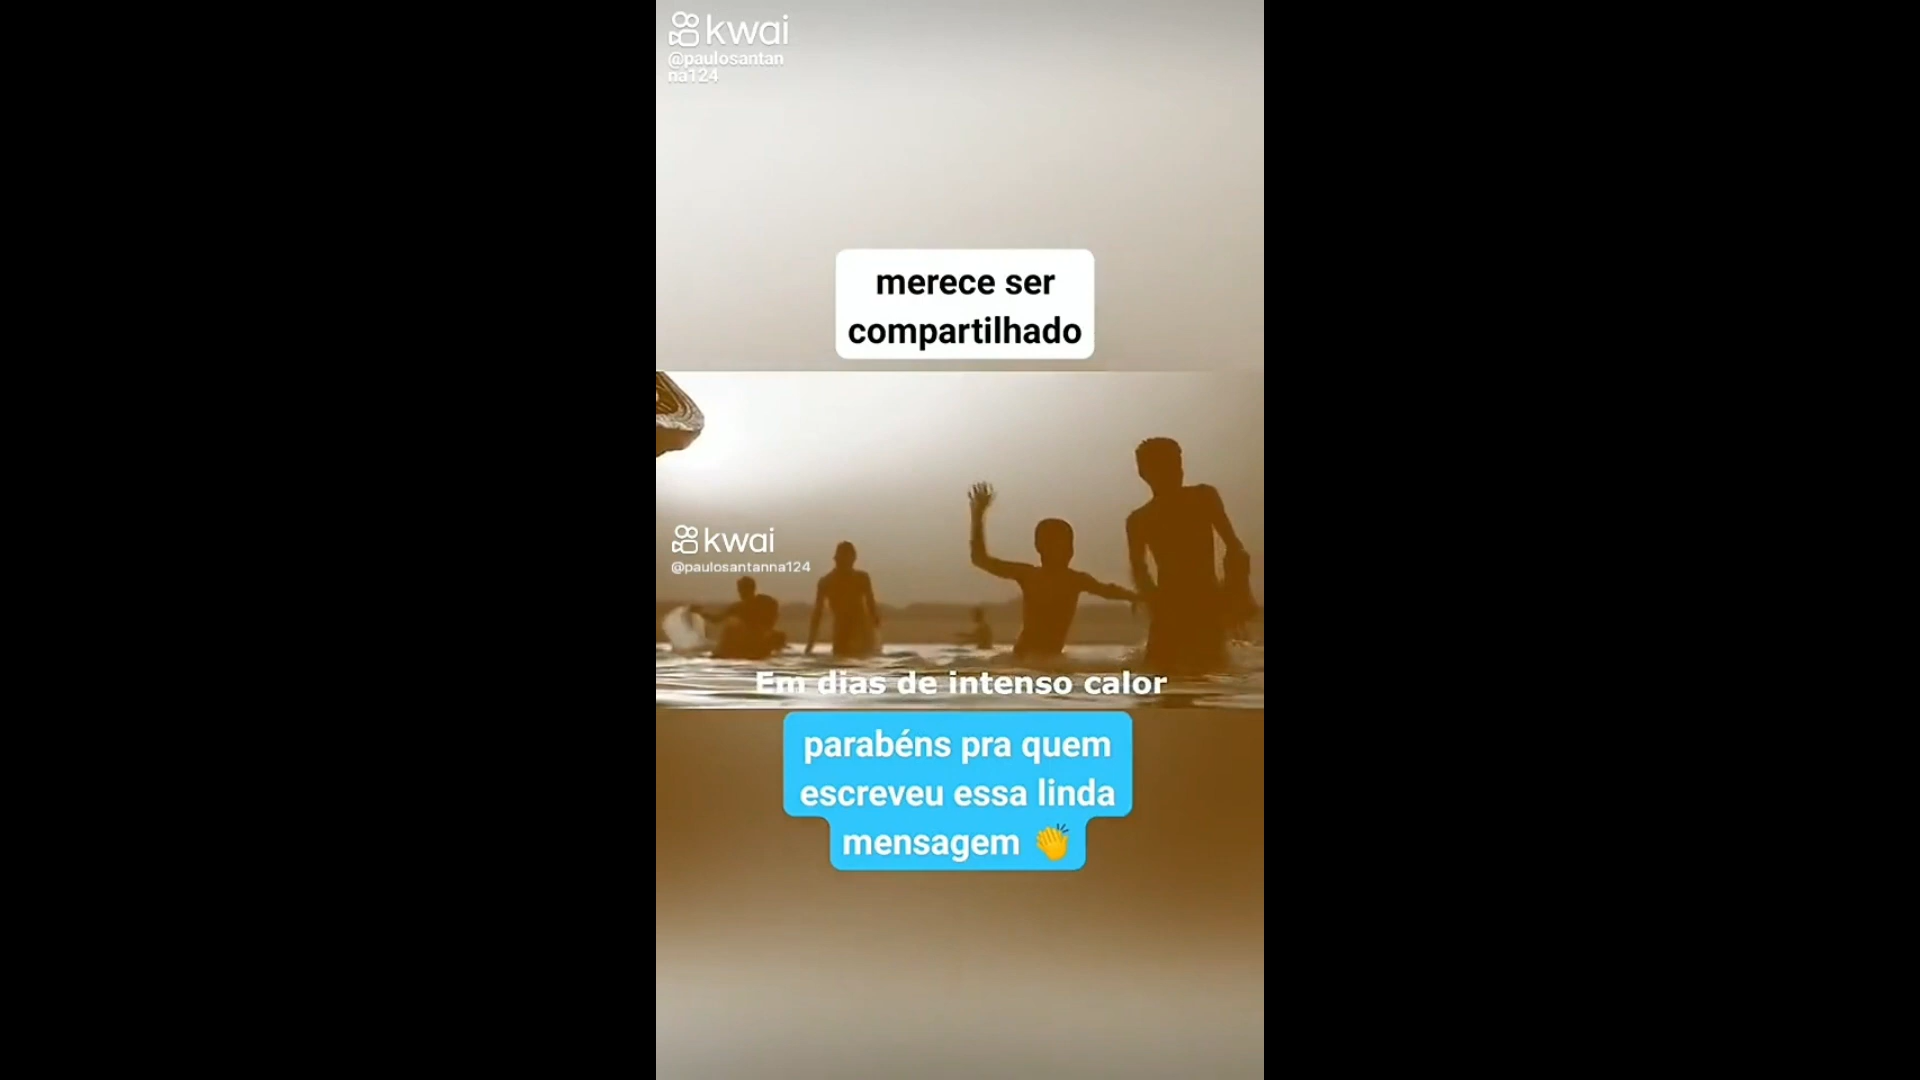 kwai
@paulosantan
na124
merece ser
compartilhado
kwai
@paulosantanna124
Em dias de intenso calor
parabéns pra quem
escreveu essa linda
mensagem 👏